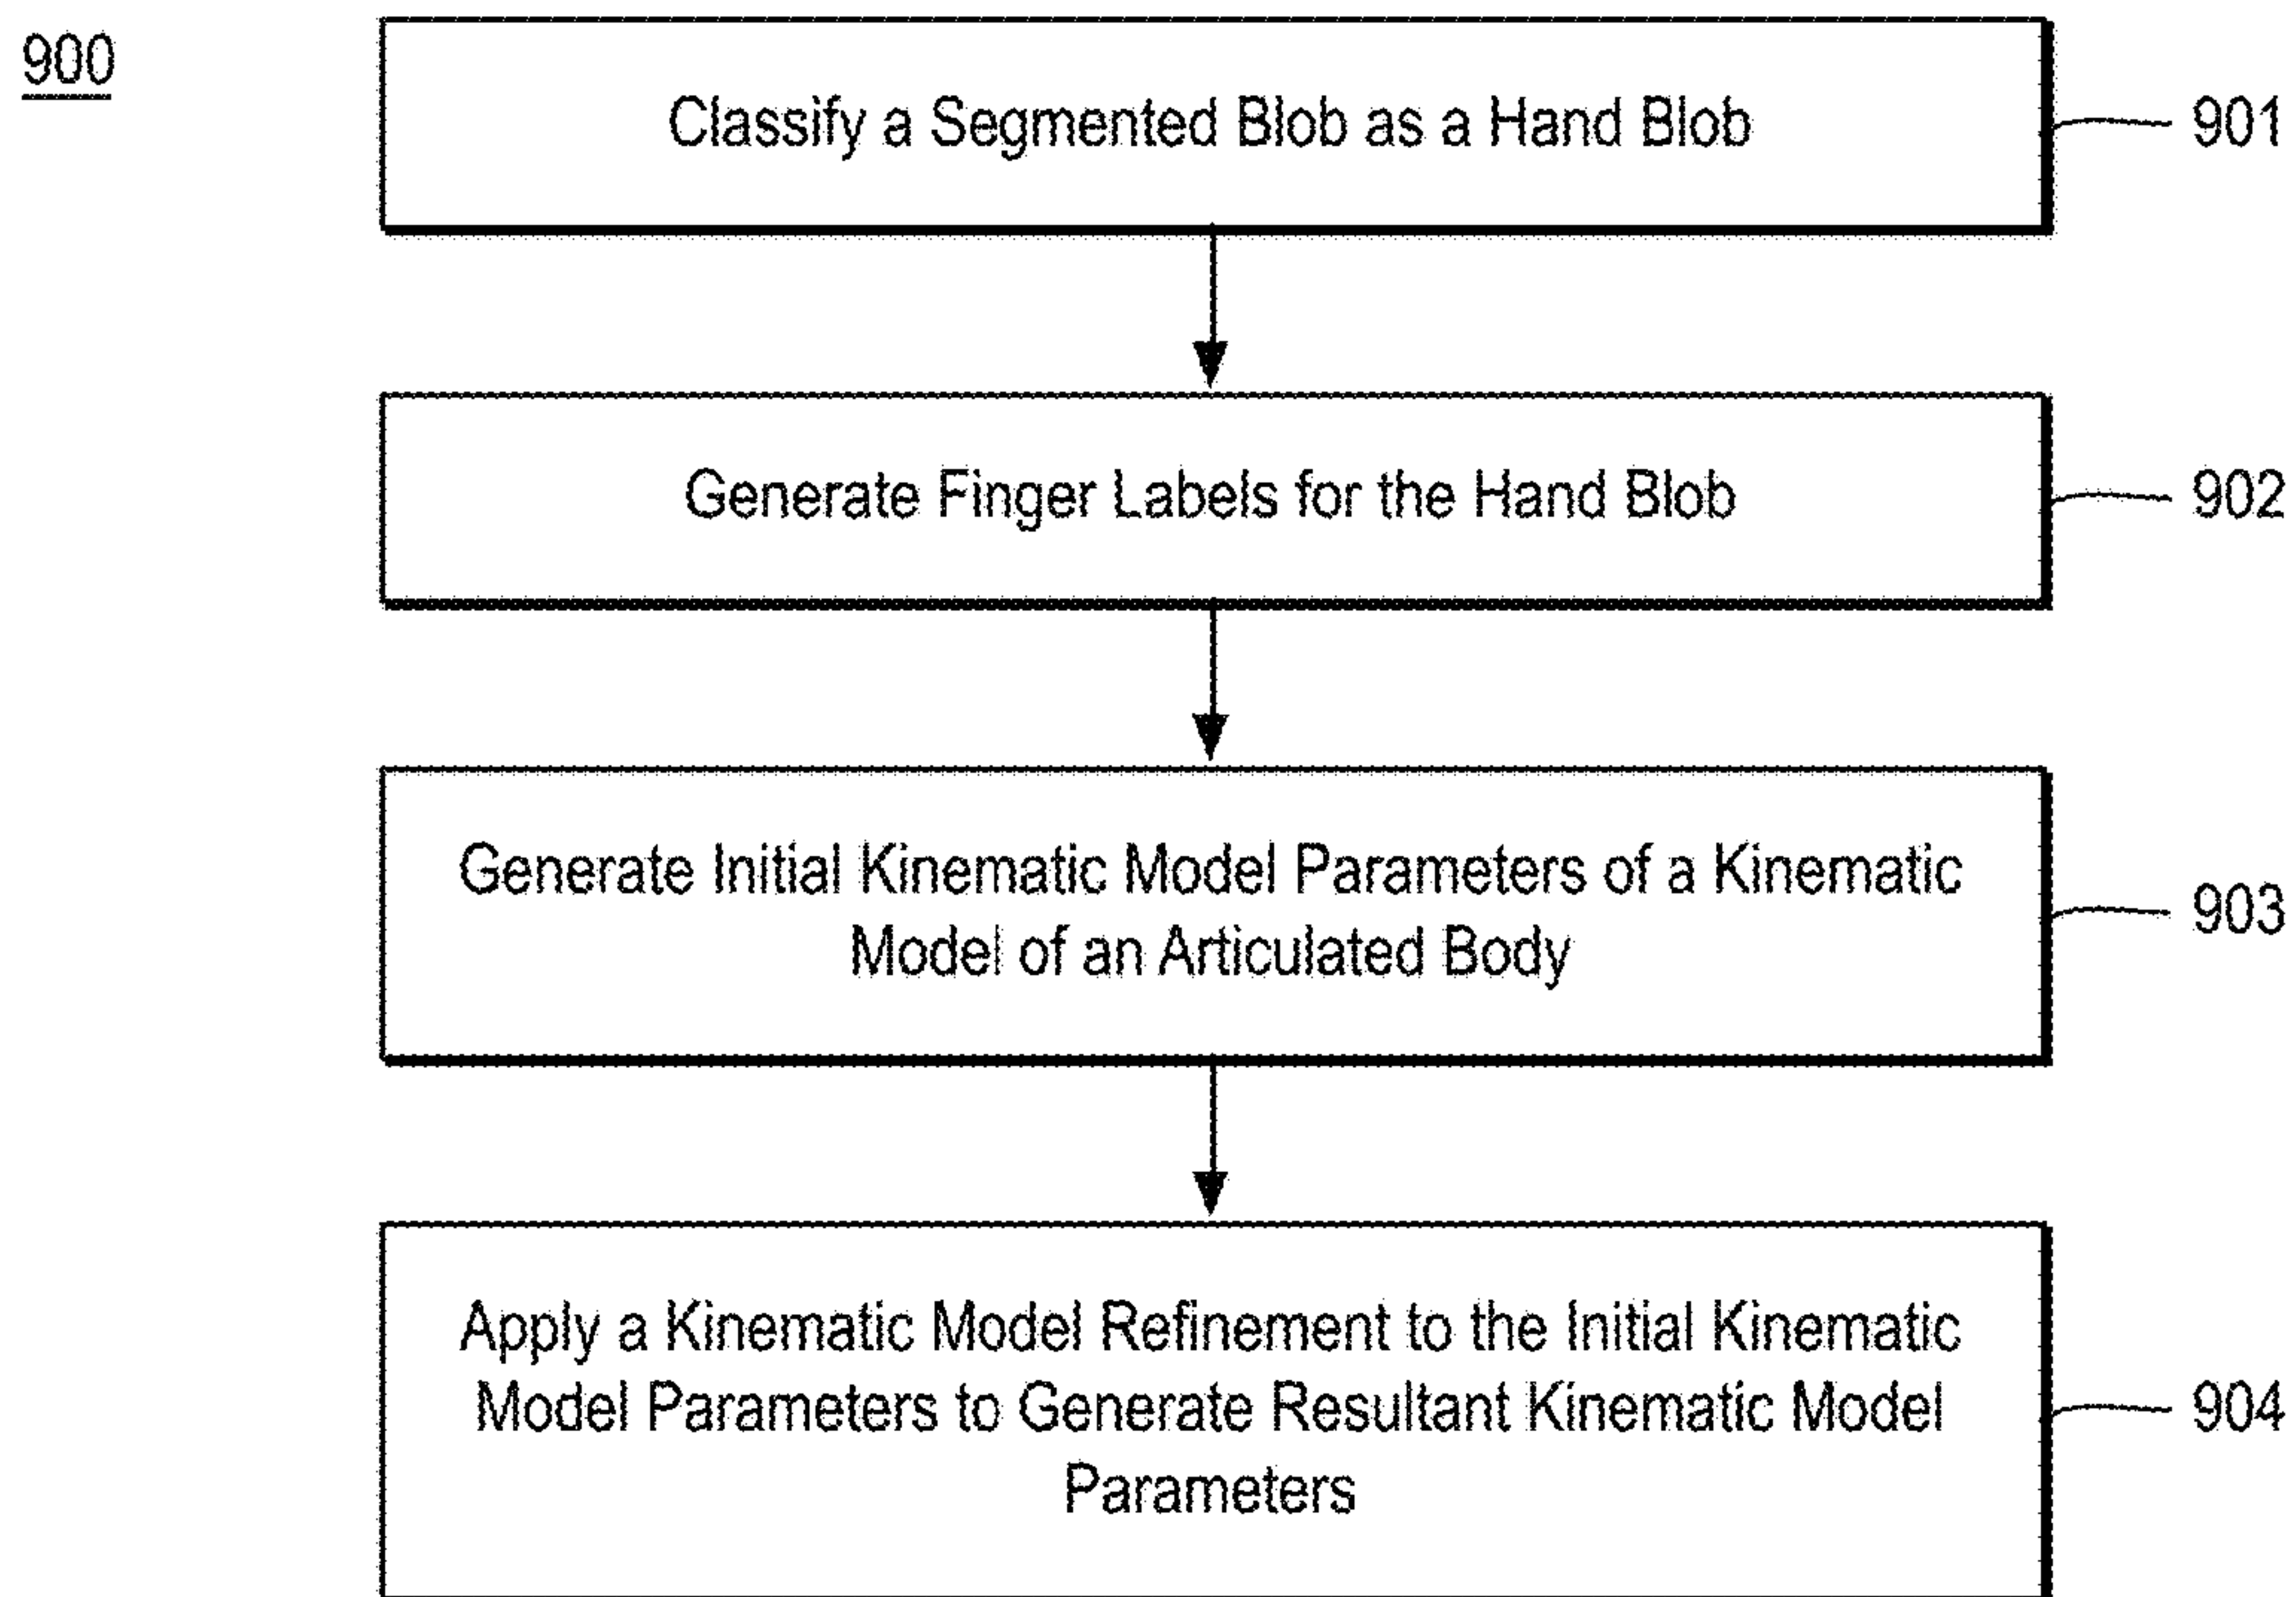 900
Classify a Segmented Blob as a Hand Blob
901
Generate Finger Labels for the Hand Blob
902
Generate Initial Kinematic Model Parameters of a Kinematic
Model of an Articulated Body
903
Apply a Kinematic Model Refinement to the Initial Kinematic
Model Parameters to Generate Resultant Kinematic Model
Parameters
904